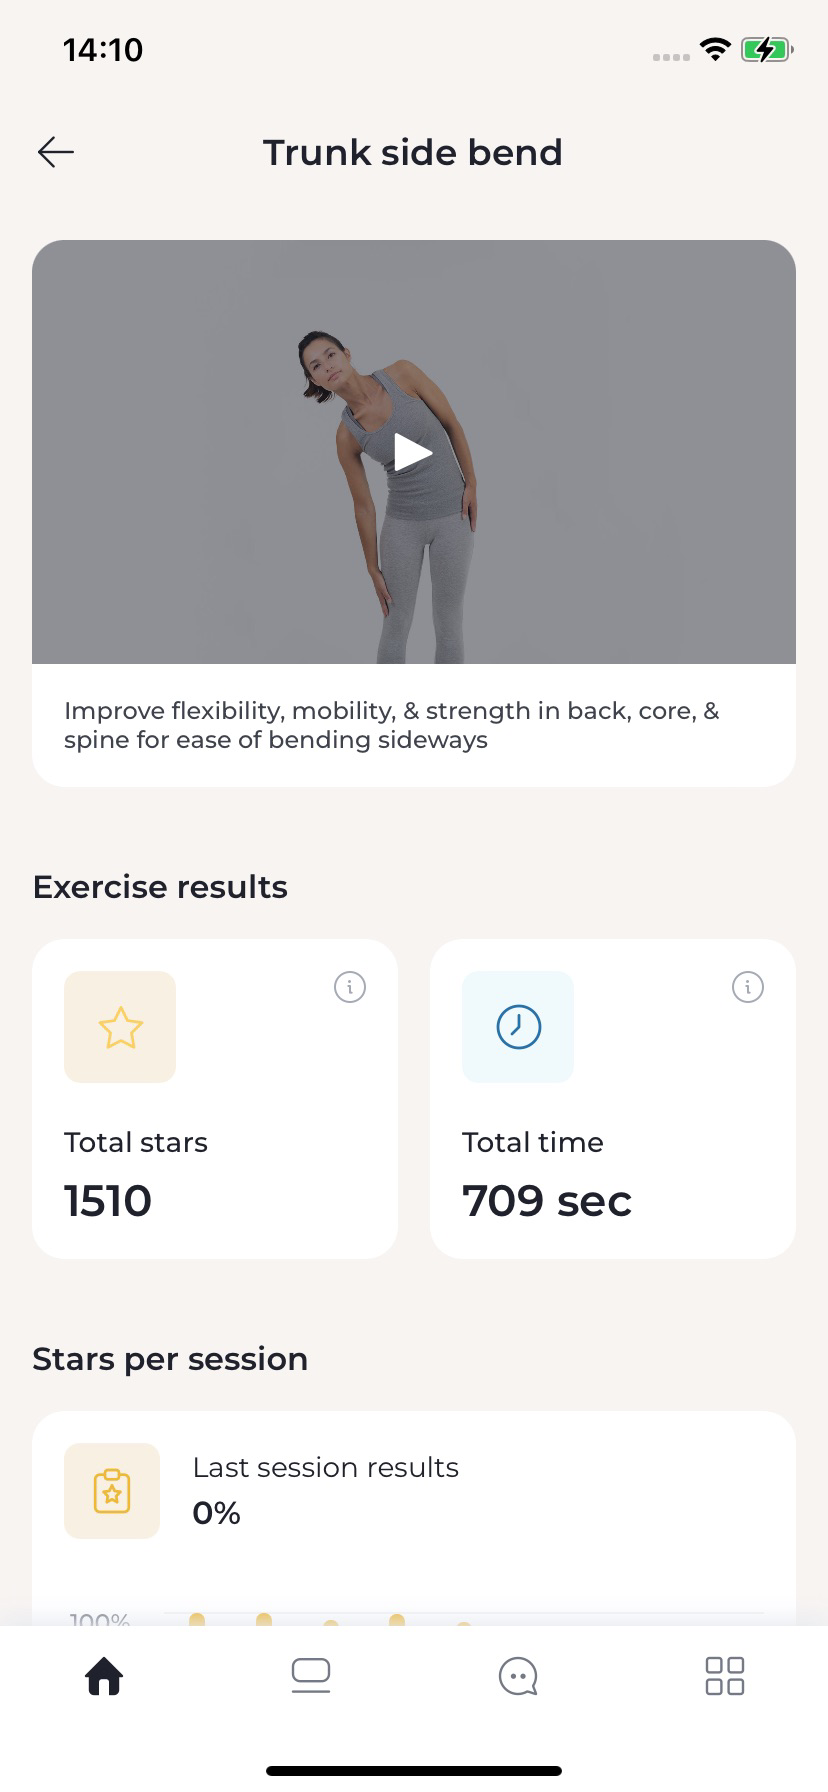 14:10
Trunk side bend
Improve flexibility, mobility, & strength in back, core, &
spine for ease of bending sideways
Exercise results
Total stars
1510
Total time
709 sec
Stars per session
Last session results
0%
100%